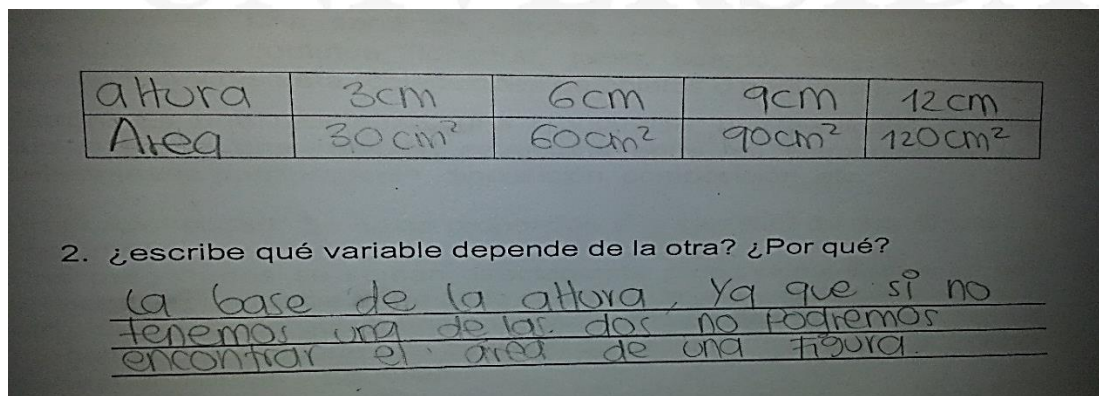 altura 3cm 6cm 9cm 12cm
Area 30cm² 60cm² 90cm² 120cm²
2. ¿escribe qué variable depende de la otra? ¿Por qué?
la base de la altura, Ya que si no
tenemos una de las dos no podremos
encontrar el area de una figura.